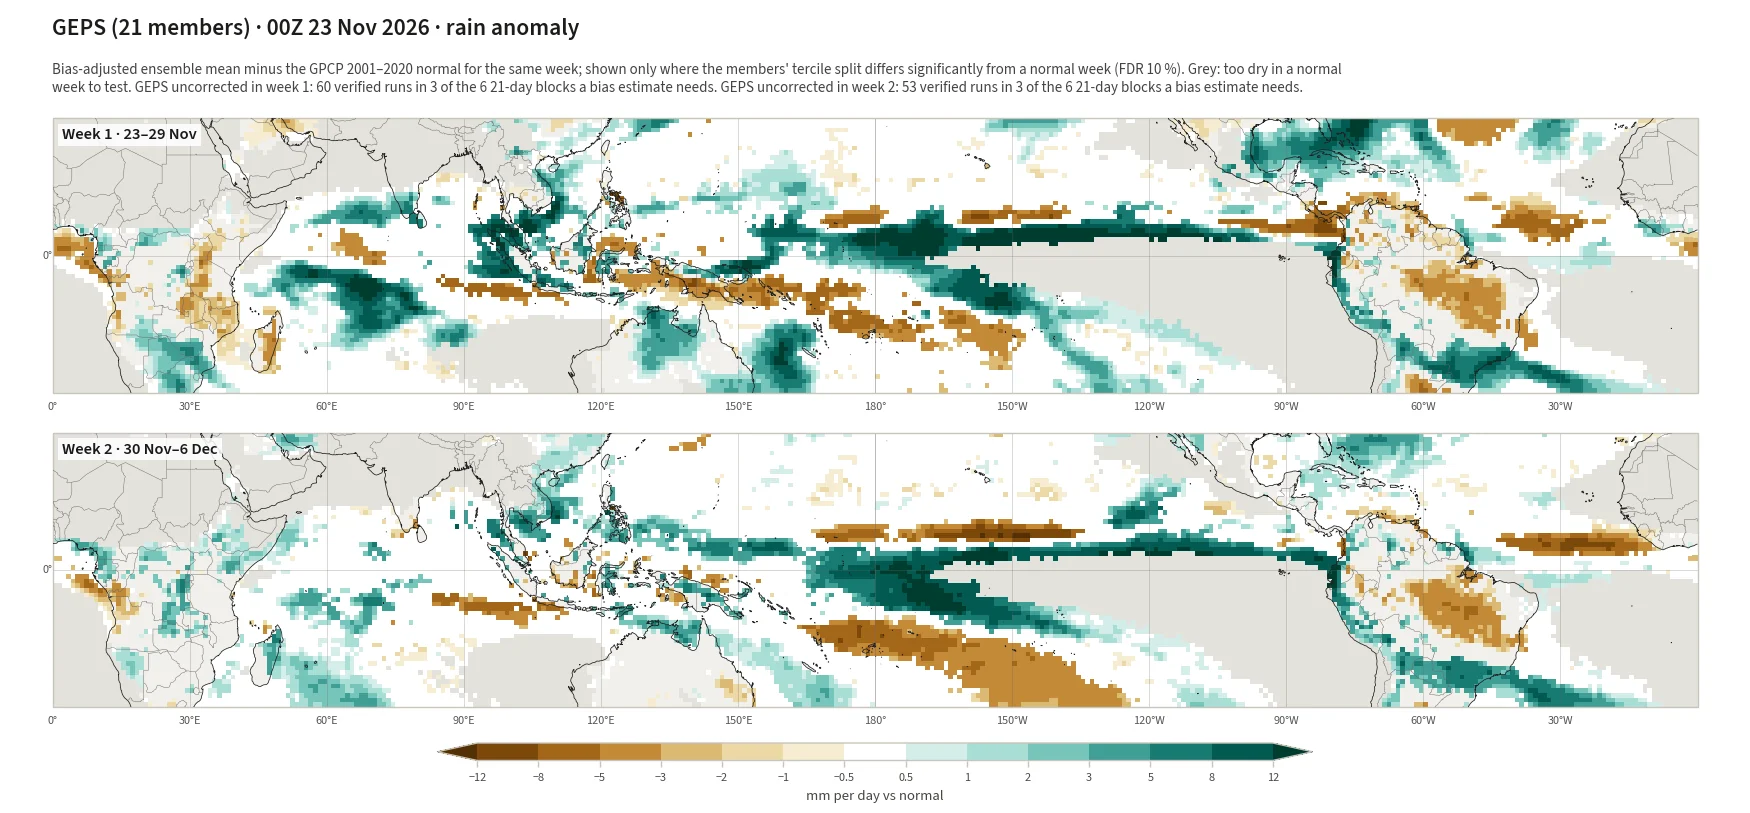 GEPS (21 members) · 00Z 23 Nov 2026 · rain anomaly
Bias-adjusted ensemble mean minus the GPCP 2001–2020 normal for the same week; shown only where the members' tercile split differs significantly from a normal week (FDR 10 %). Grey: too dry in a normal
week to test. GEPS uncorrected in week 1: 60 verified runs in 3 of the 6 21-day blocks a bias estimate needs. GEPS uncorrected in week 2: 53 verified runs in 3 of the 6 21-day blocks a bias estimate needs.
Week 1 · 23–29 Nov
0°
0° 30°E 60°E 90°E 120°E 150°E 180° 150°W 120°W 90°W 60°W 30°W
Week 2 · 30 Nov–6 Dec
0°
0° 30°E 60°E 90°E 120°E 150°E 180° 150°W 120°W 90°W 60°W 30°W
−12 −8 −5 −3 −2 −1 −0.5 0.5 1 2 3 5 8 12
mm per day vs normal